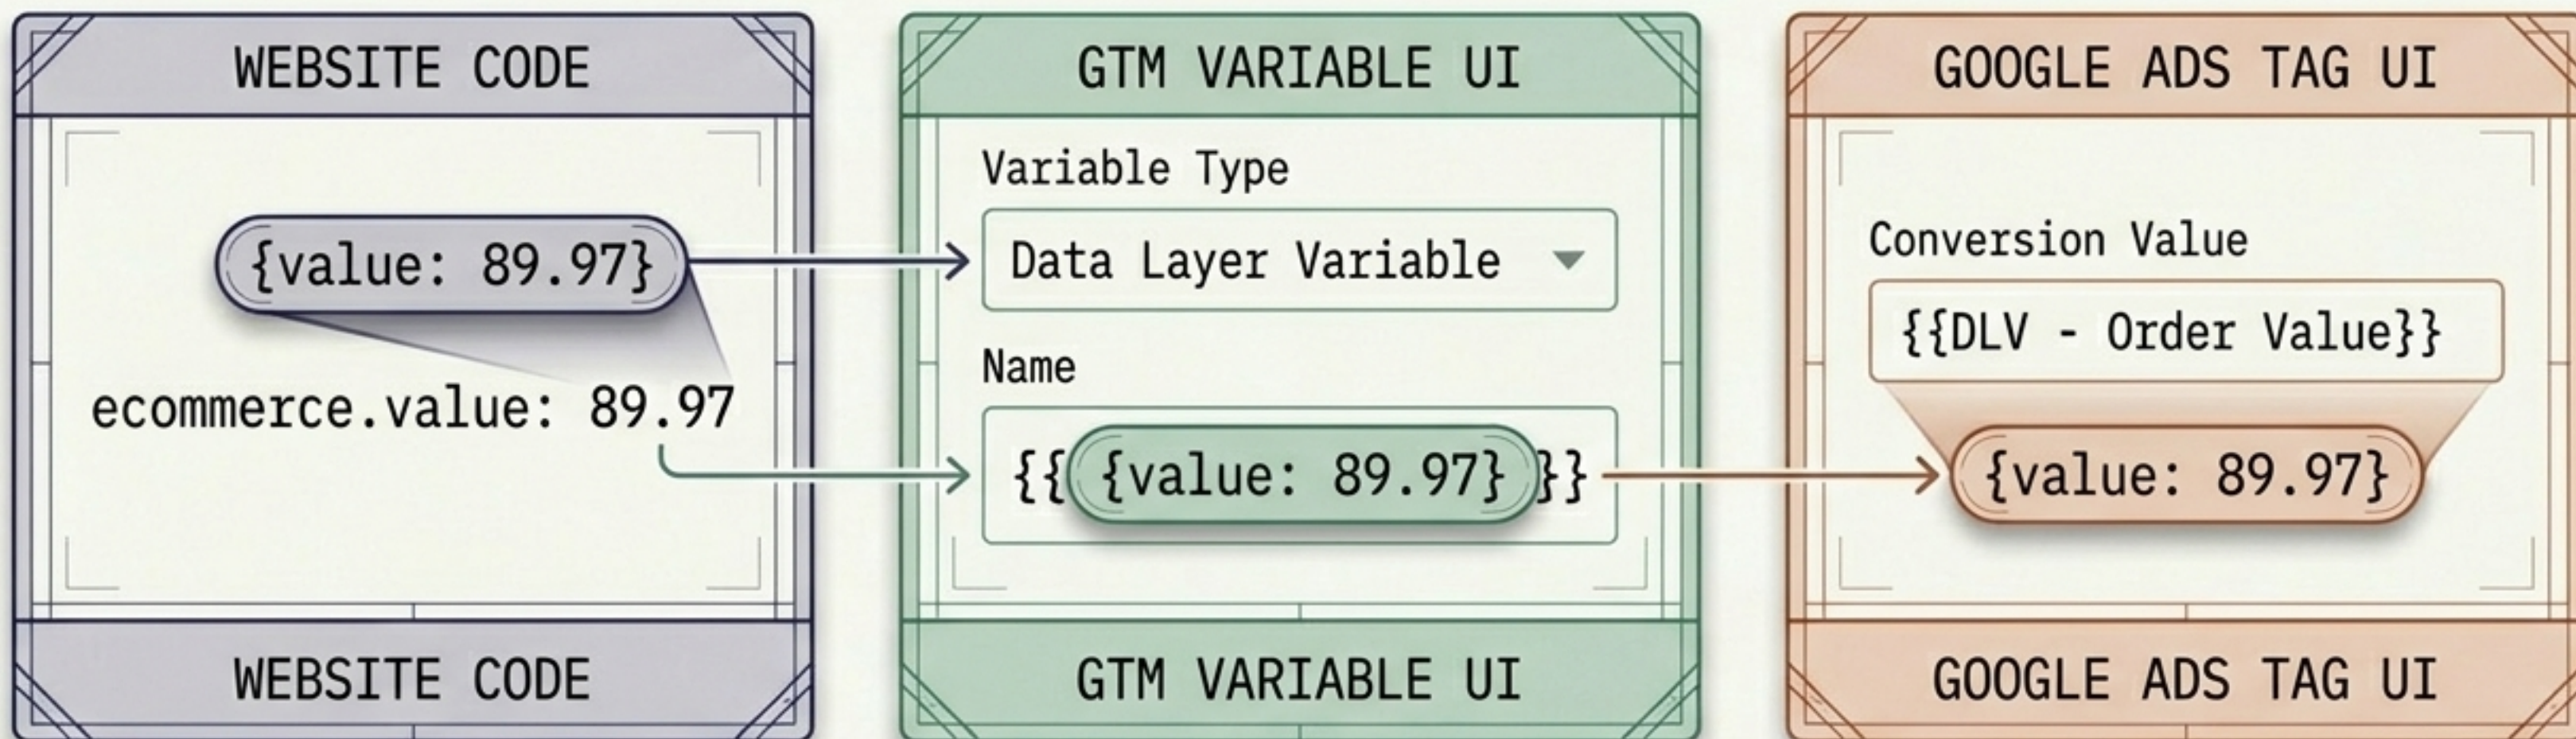 WEBSITE CODE
{value: 89.97}
ecommerce.value: 89.97
WEBSITE CODE
GTM VARIABLE UI
Variable Type
Data Layer Variable
Name
{{ {value: 89.97} }}
GTM VARIABLE UI
GOOGLE ADS TAG UI
Conversion Value
{{DLV - Order Value}}
{value: 89.97}
GOOGLE ADS TAG UI